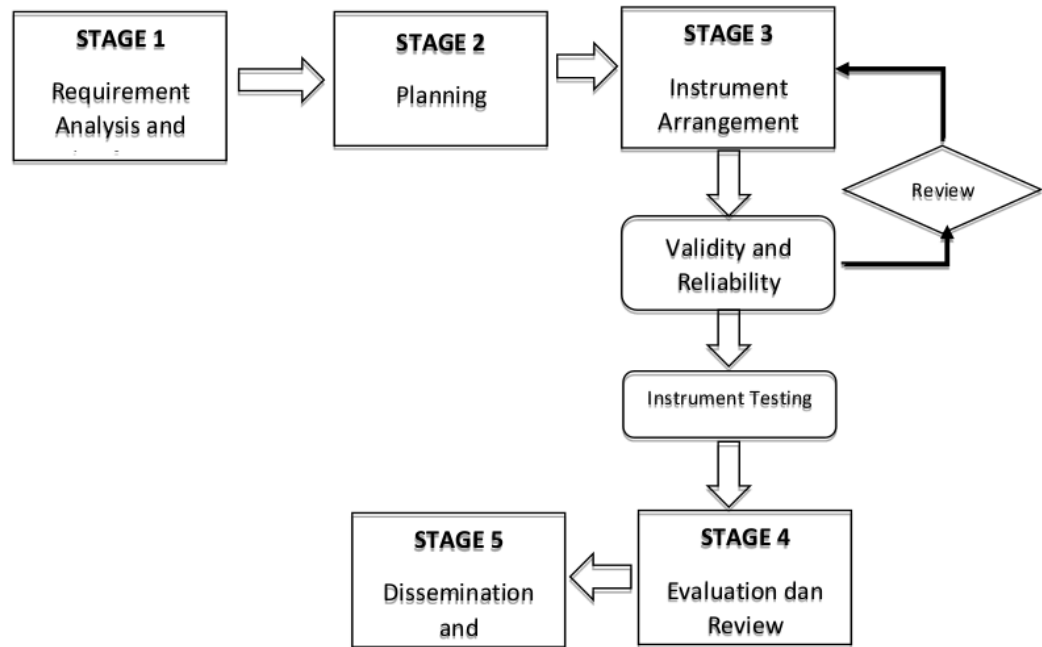 STAGE 1
Requirement
Analysis and
STAGE 2
Planning
STAGE 3
Instrument
Arrangement
Review
Validity and
Reliability
Instrument Testing
STAGE 4
Evaluation dan
Review
STAGE 5
Dissemination
and